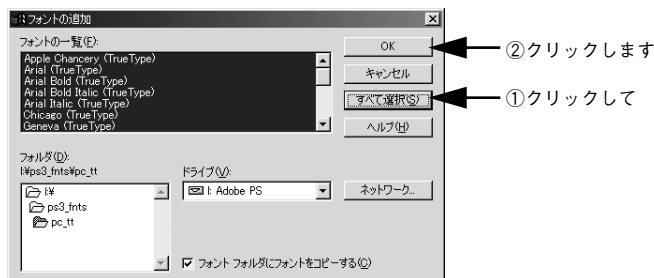 フォントの追加
フォントの一覧(F):
Apple Chancery (TrueType)
Arial (TrueType)
Arial Bold (TrueType)
Arial Bold Italic (TrueType)
Arial Italic (TrueType)
Chicago (TrueType)
Geneva (TrueType)
OK
②クリックします
キャンセル
すべて選択(S)
①クリックして
ヘルプ(H)
フォルダ(D):
I:¥ps3_fnts¥pc_tt
I:¥
ps3_fnts
pc_tt
ドライブ(V):
I: Adobe PS
ネットワーク...
フォント フォルダにフォントをコピーする(C)